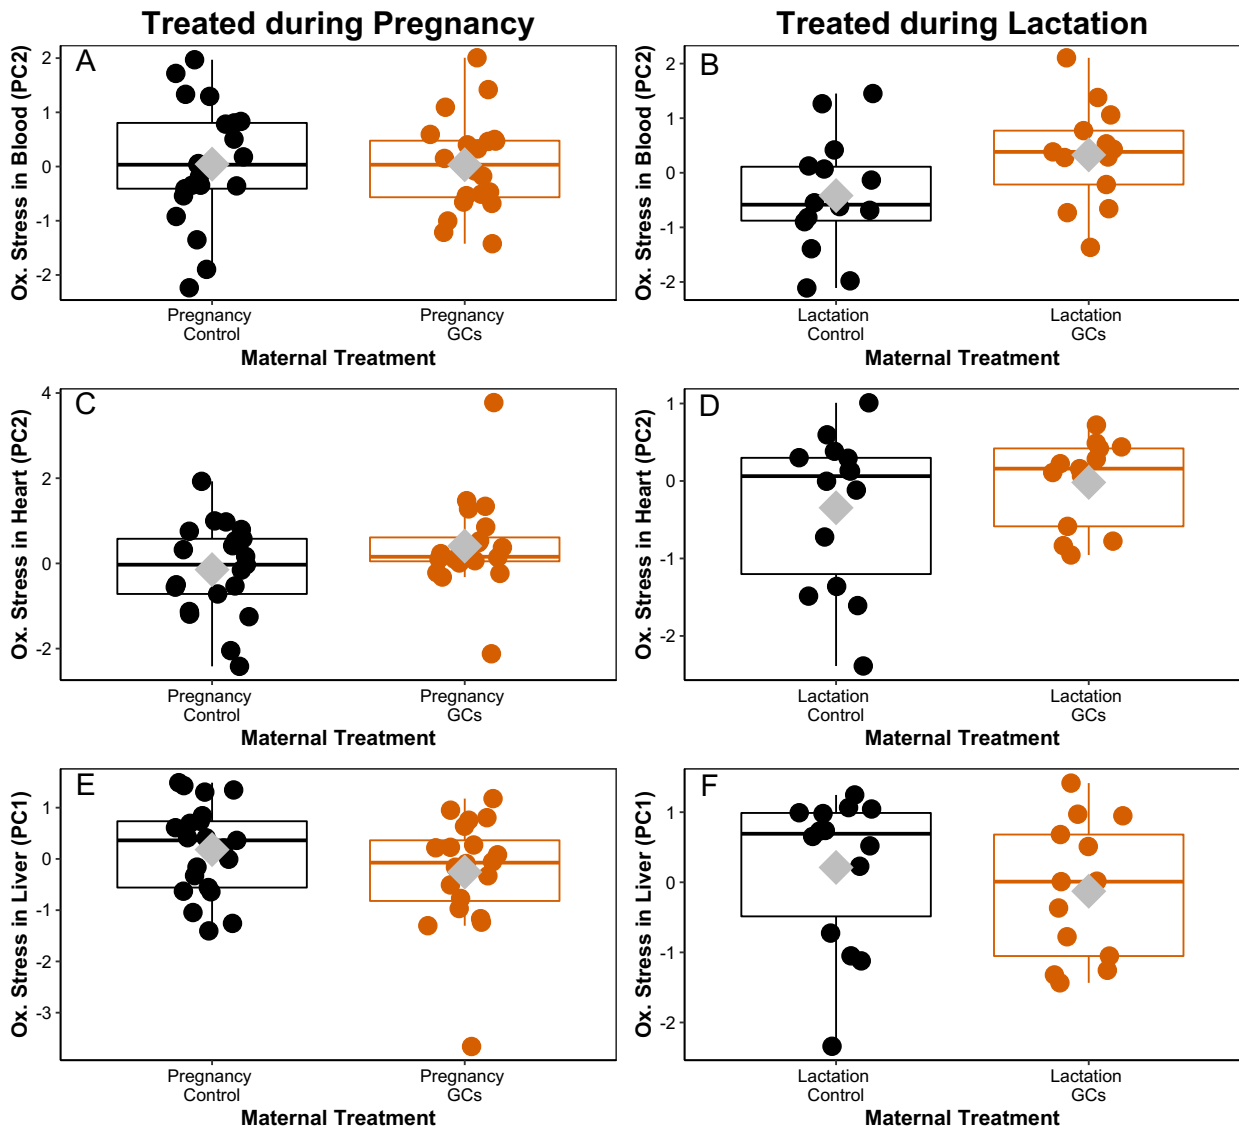 Treated during Pregnancy
Treated during Lactation
A
Ox. Stress in Blood (PC2)
2
1
0
-1
-2
Pregnancy
Control
Pregnancy
GCs
Maternal Treatment
B
Ox. Stress in Blood (PC2)
2
1
0
-1
-2
Lactation
Control
Lactation
GCs
Maternal Treatment
C
Ox. Stress in Heart (PC2)
4
2
0
-2
Pregnancy
Control
Pregnancy
GCs
Maternal Treatment
D
Ox. Stress in Heart (PC2)
1
0
-1
-2
Lactation
Control
Lactation
GCs
Maternal Treatment
E
Ox. Stress in Liver (PC1)
1
0
-1
-2
-3
Pregnancy
Control
Pregnancy
GCs
Maternal Treatment
F
Ox. Stress in Liver (PC1)
1
0
-1
-2
Lactation
Control
Lactation
GCs
Maternal Treatment